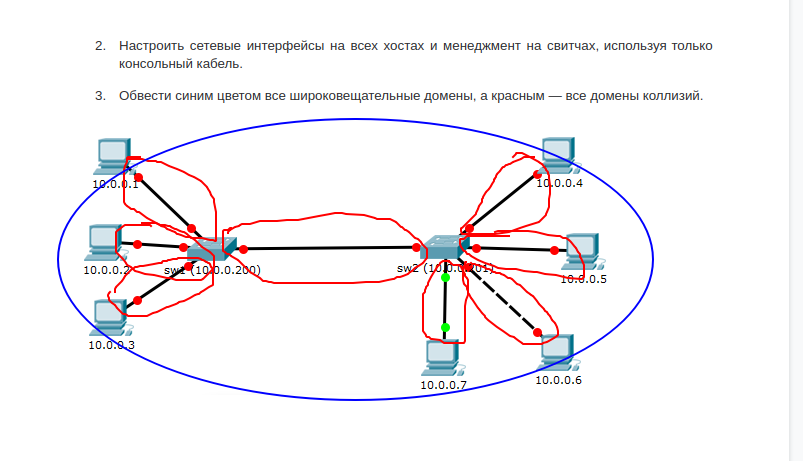 2. Настроить сетевые интерфейсы на всех хостах и менеджмент на свитчах, используя только
консольный кабель.
3. Обвести синим цветом все широковещательные домены, а красным — все домены коллизий.
10.0.0.1
10.0.0.4
10.0.0.2
sw1 (10.0.0.200)
sw2 (10.0.0.201)
10.0.0.5
10.0.0.3
10.0.0.7
10.0.0.6